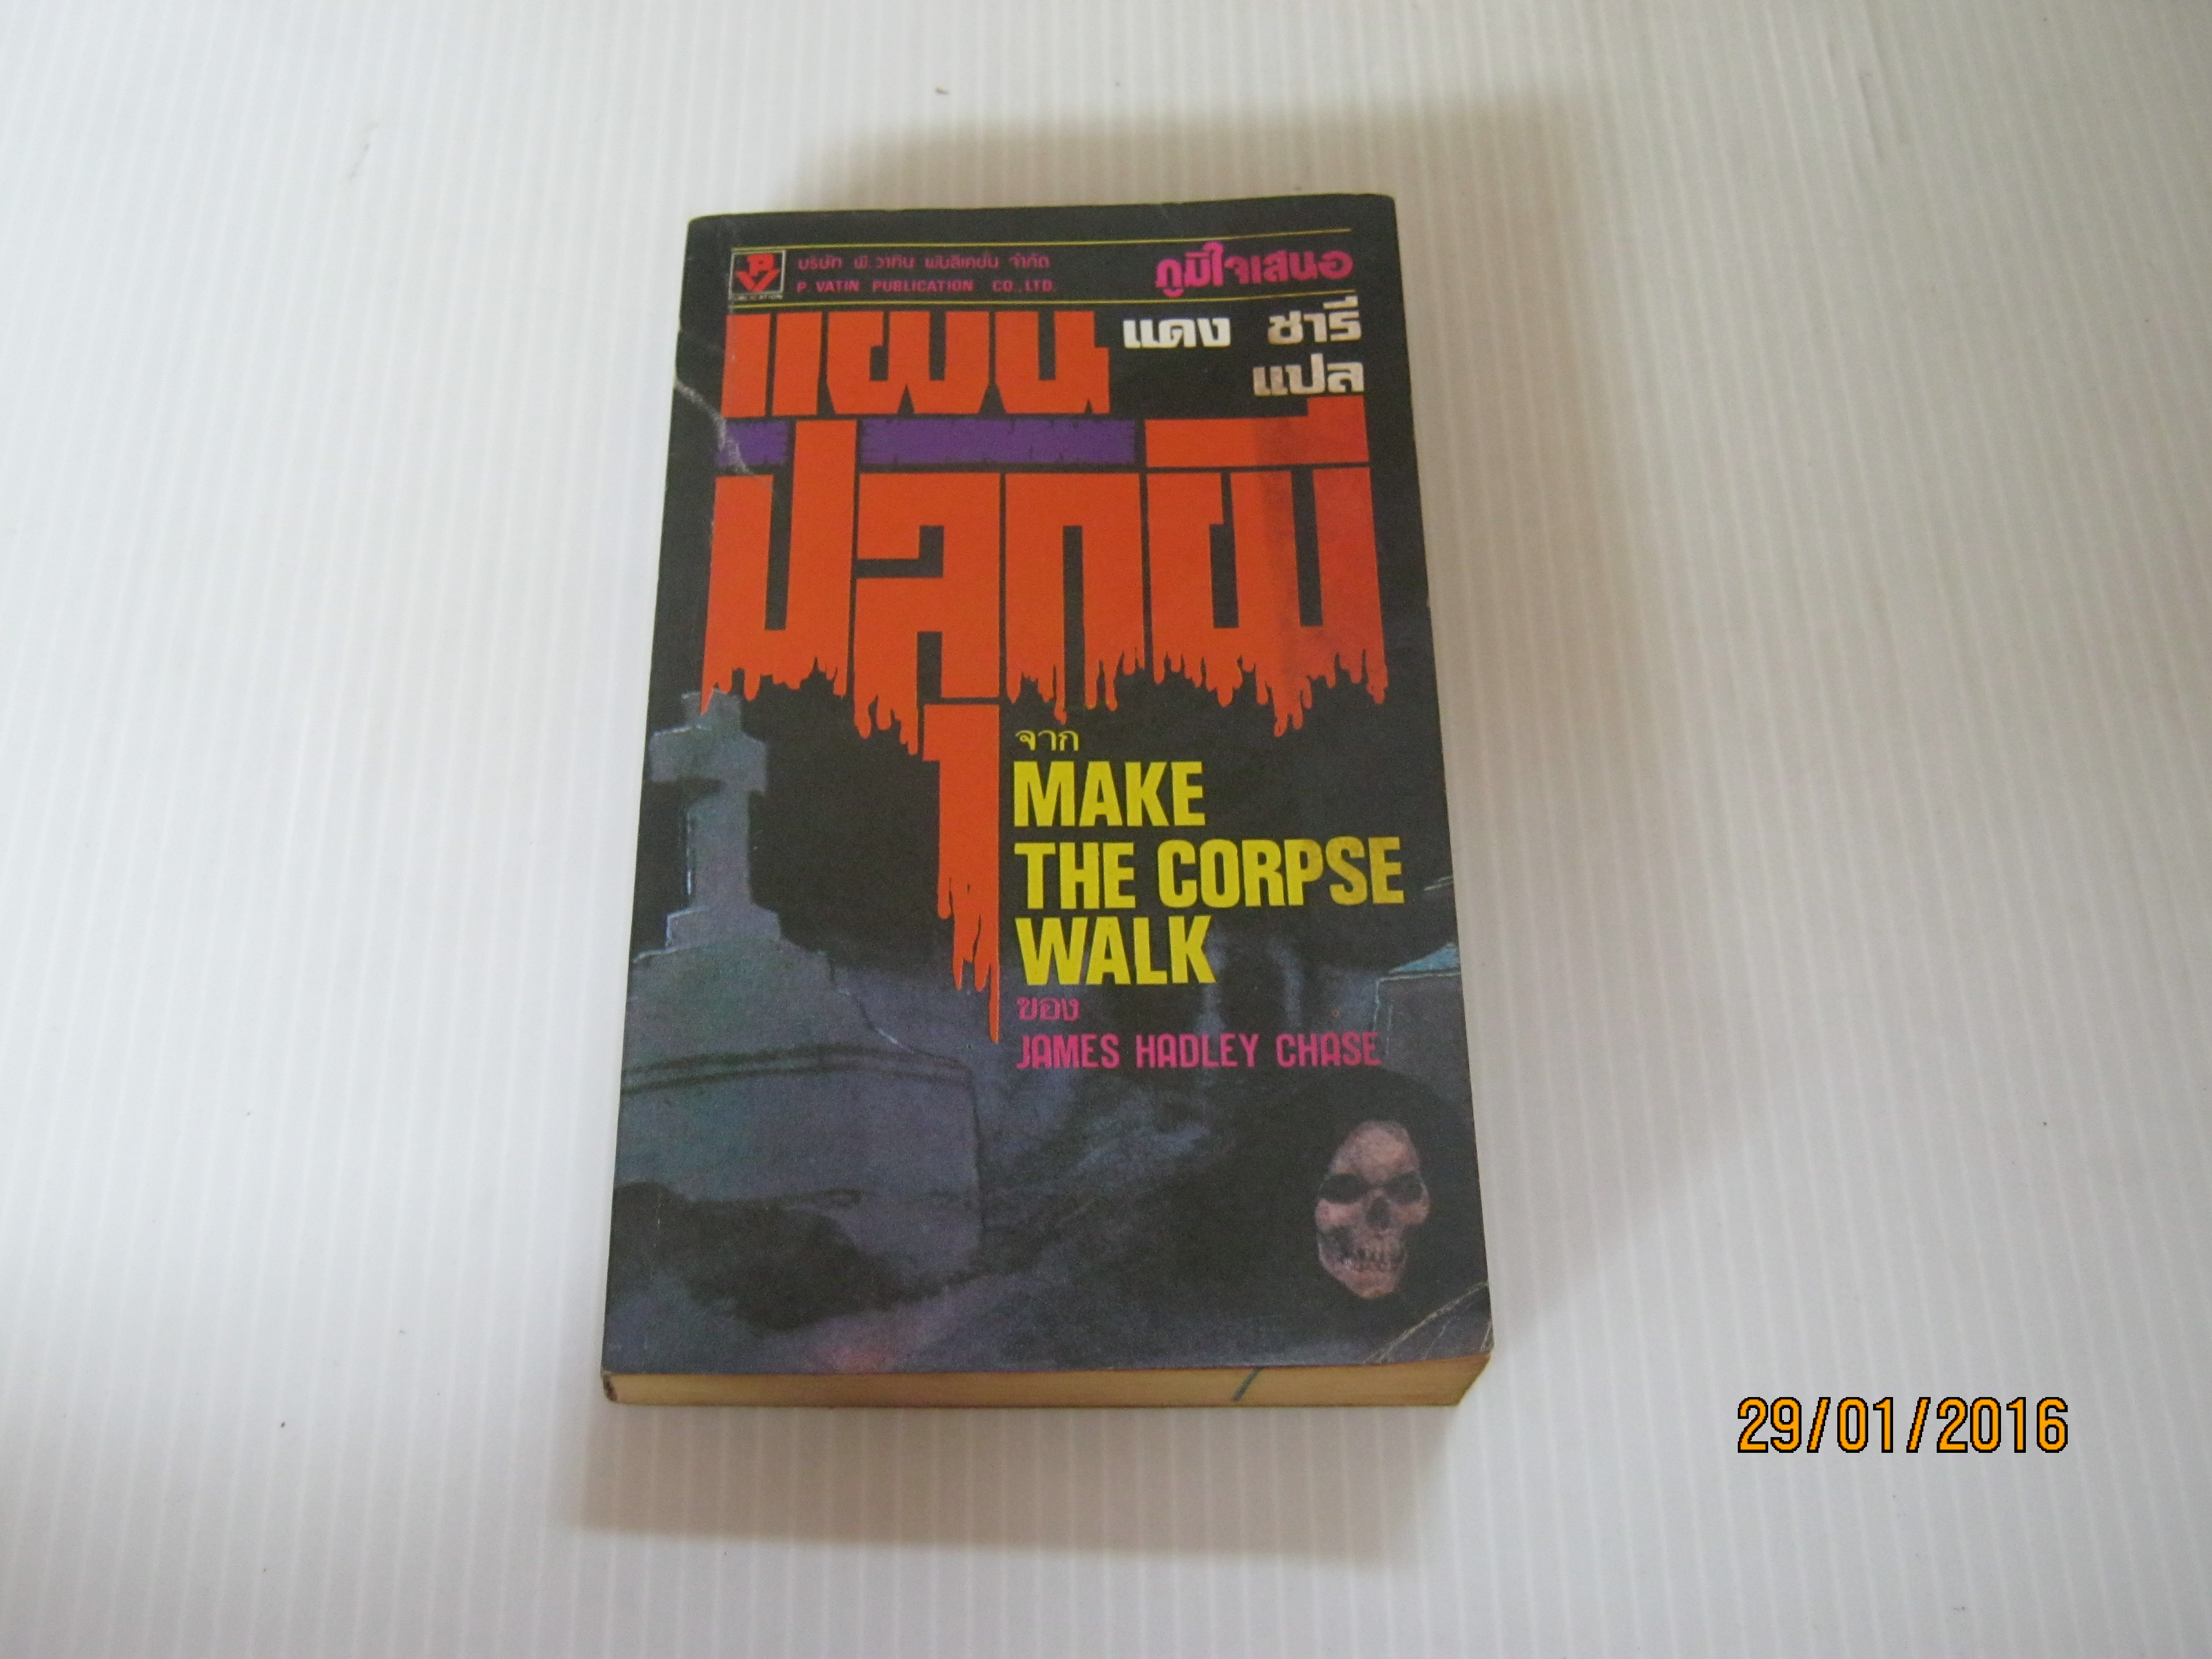 บริษัท พี.วาทิน พับลิเคชั่น จำกัด
P. VATIN PUBLICATION CO.,LTD.
ภูมิใจเสนอ
PV
PUBLICATION
แดง ชารี
แปล
แผน
ปลุกผี
จาก
MAKE
THE CORPSE
WALK
ของ
JAMES HADLEY CHASE
29/01/2016